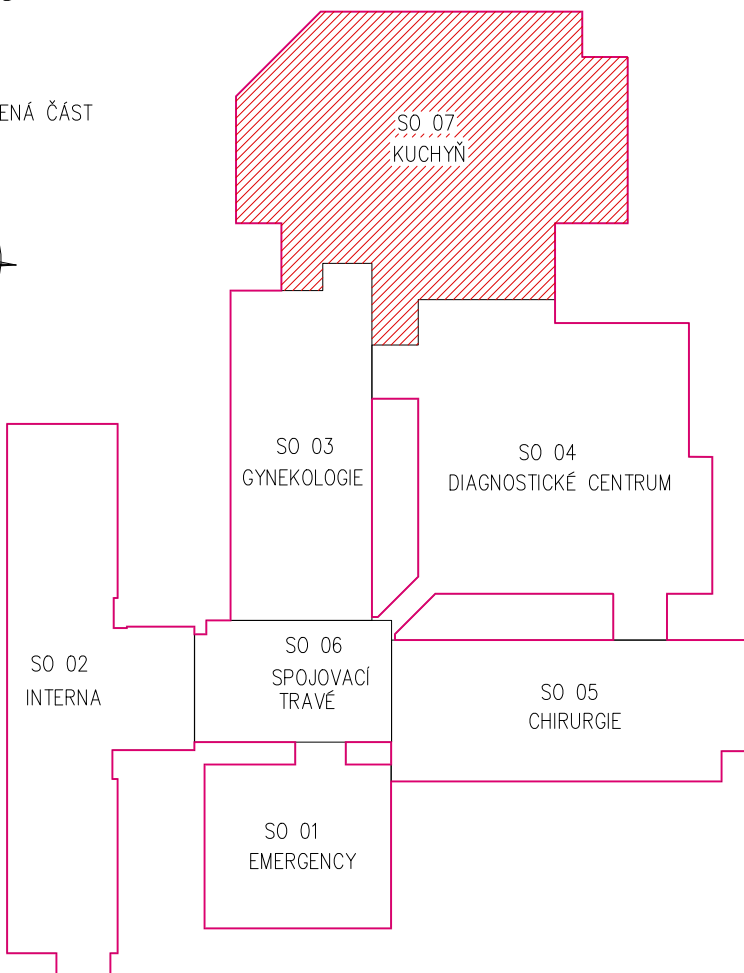 ENÁ ČÁST
SO 07
KUCHYŇ
SO 03
GYNEKOLOGIE
SO 04
DIAGNOSTICKÉ CENTRUM
SO 06
SPOJOVACÍ
TRAVÉ
SO 02
INTERNA
SO 05
CHIRURGIE
SO 01
EMERGENCY